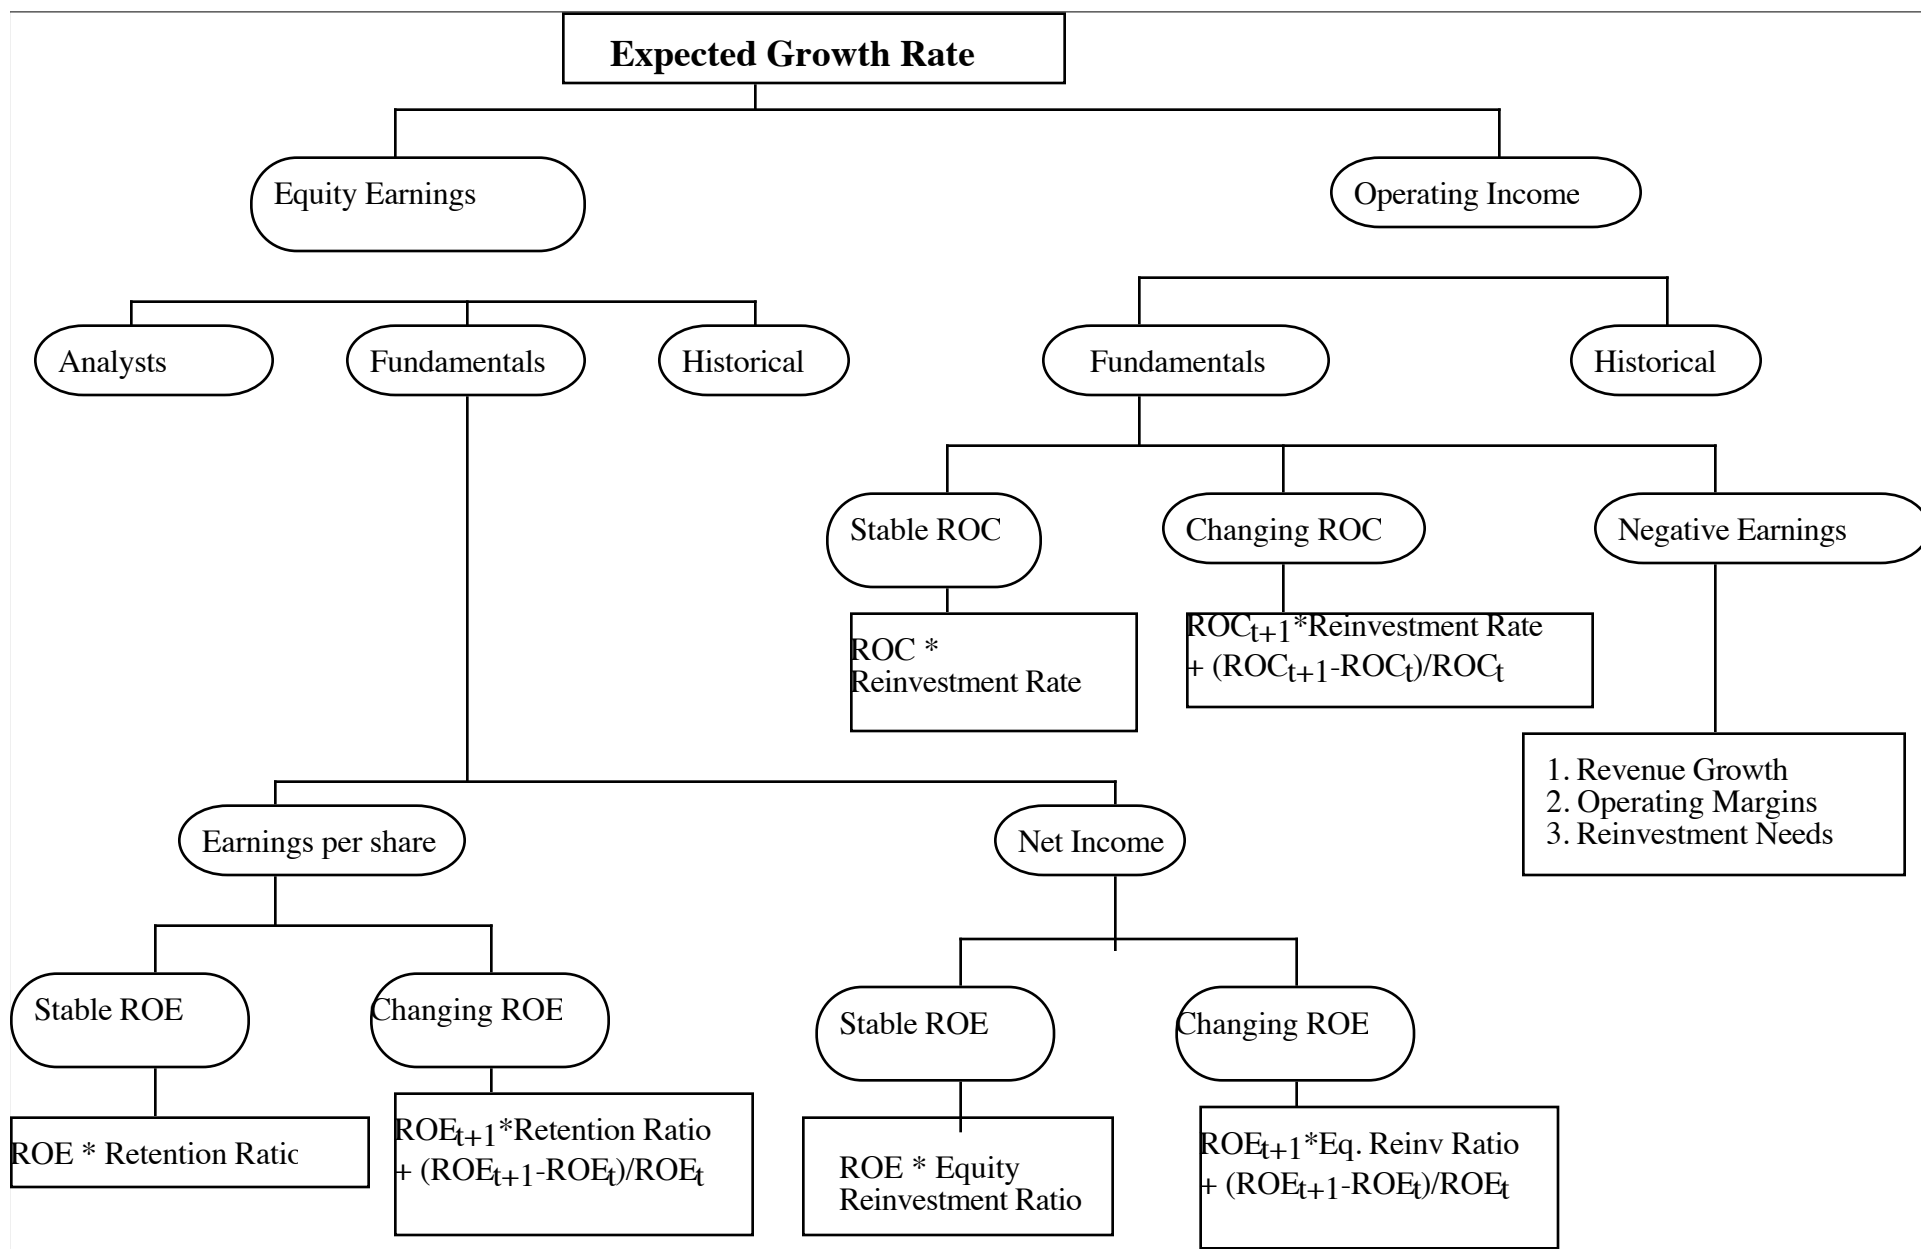 Expected Growth Rate
Equity Earnings
Operating Income
Analysts
Fundamentals
Historical
Fundamentals
Historical
Stable ROC
Changing ROC
Negative Earnings
ROC *
Reinvestment Rate
ROCt+1*Reinvestment Rate
+ (ROCt+1-ROCt)/ROCt
1. Revenue Growth
2. Operating Margins
3. Reinvestment Needs
Earnings per share
Net Income
Stable ROE
Changing ROE
Stable ROE
Changing ROE
ROE * Retention Ratio
ROEt+1*Retention Ratio
+ (ROEt+1-ROEt)/ROEt
ROE * Equity
Reinvestment Ratio
ROEt+1*Eq. Reinv Ratio
+ (ROEt+1-ROEt)/ROEt